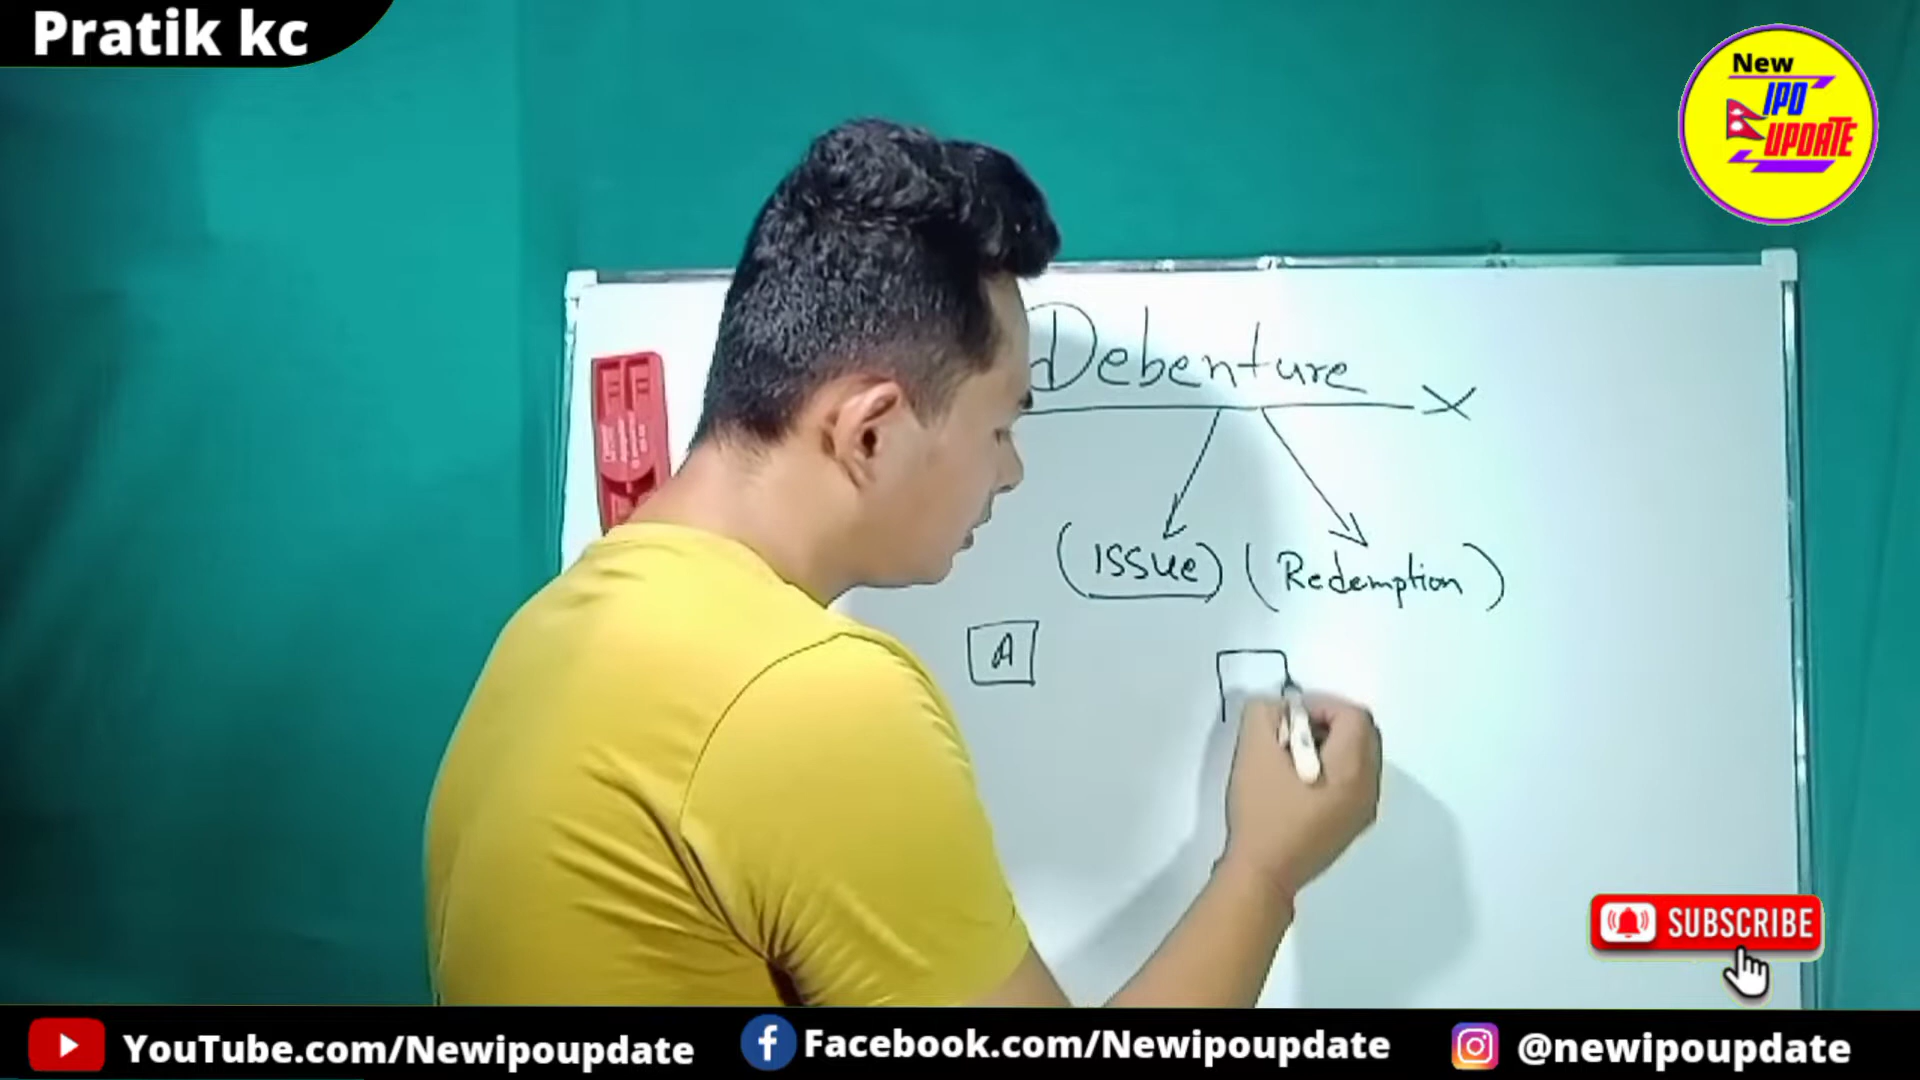 Pratik kc
New
IPO
UPDATE
Debenture
(ISSUE) (Redemption)
A
SUBSCRIBE
YouTube.com/Newipoupdate
Facebook.com/Newipoupdate
@newipoupdate